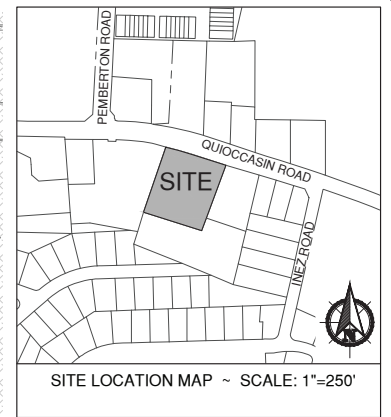 PEMBERTON ROAD
QUIOCCASIN ROAD
SITE
INEZ ROAD
SITE LOCATION MAP ~ SCALE: 1"=250'